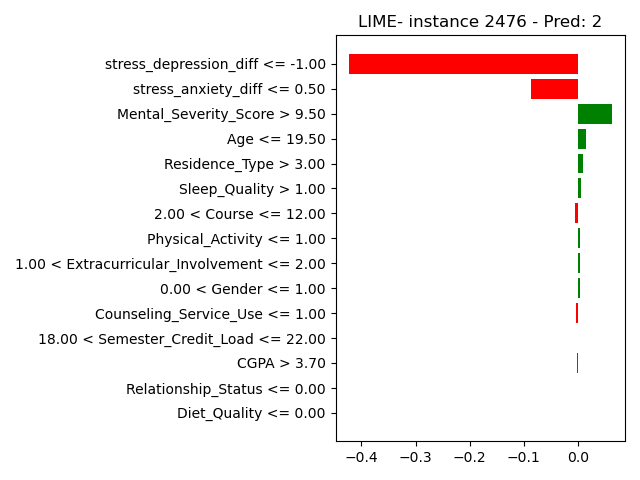 LIME- instance 2476 - Pred: 2
stress_depression_diff <= -1.00
stress_anxiety_diff <= 0.50
Mental_Severity_Score > 9.50
Age <= 19.50
Residence_Type > 3.00
Sleep_Quality > 1.00
2.00 < Course <= 12.00
Physical_Activity <= 1.00
1.00 < Extracurricular_Involvement <= 2.00
0.00 < Gender <= 1.00
Counseling_Service_Use <= 1.00
18.00 < Semester_Credit_Load <= 22.00
CGPA > 3.70
Relationship_Status <= 0.00
Diet_Quality <= 0.00
−0.4 −0.3 −0.2 −0.1 0.0